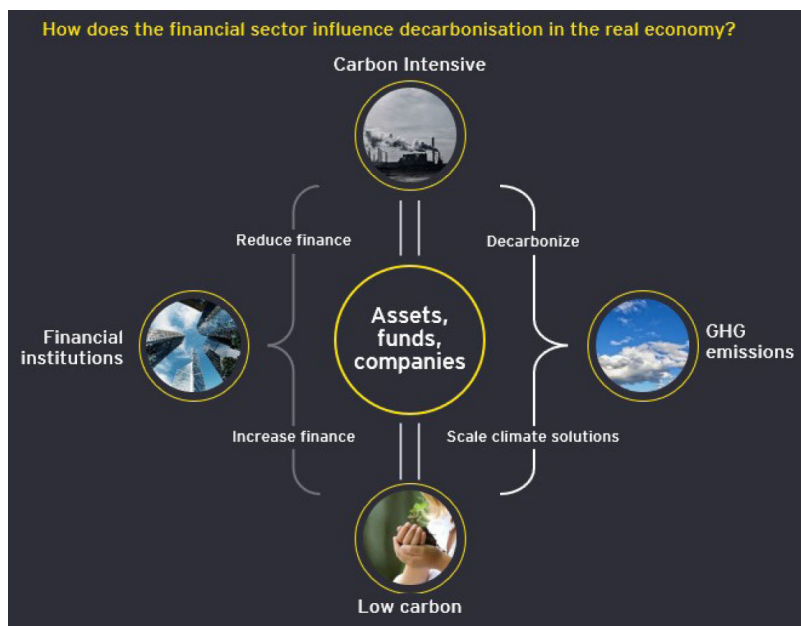 How does the financial sector influence decarbonisation in the real economy?
Carbon Intensive
Reduce finance
Decarbonize
Financial
institutions
Assets,
funds,
companies
GHG
emissions
Increase finance
Scale climate solutions
Low carbon